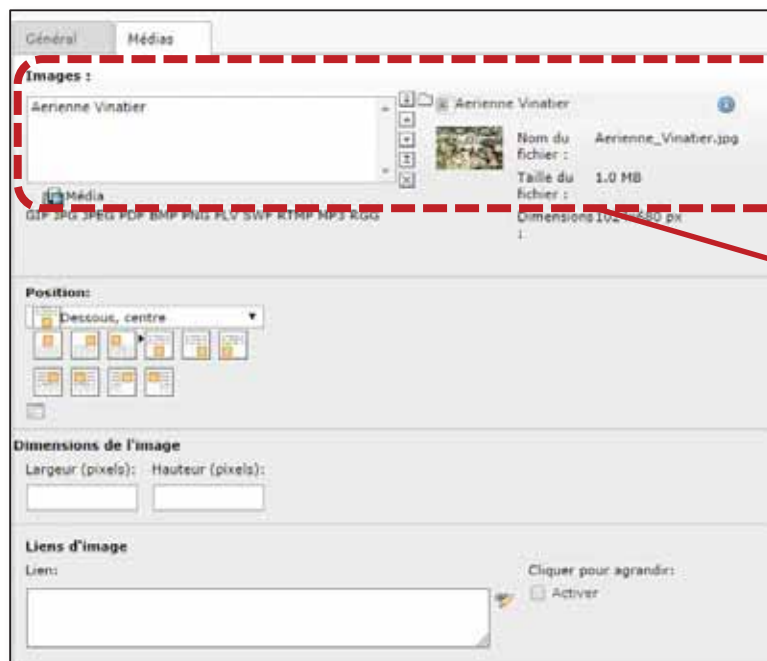 Général Médias
Images :
Aerienne Vinatier
Aerienne Vinatier
Nom du fichier : Aerienne_Vinatier.jpg
Taille du fichier : 1.0 MB
Dimensions : 1024x680 px
Média
GIF JPG JPEG PDF BMP PNG FLV SWF RTMP MP3 RGG
Position:
Dessous, centre
Dimensions de l'image
Largeur (pixels): Hauteur (pixels):
Liens d'image
Lien:
Cliquer pour agrandir:
Activer